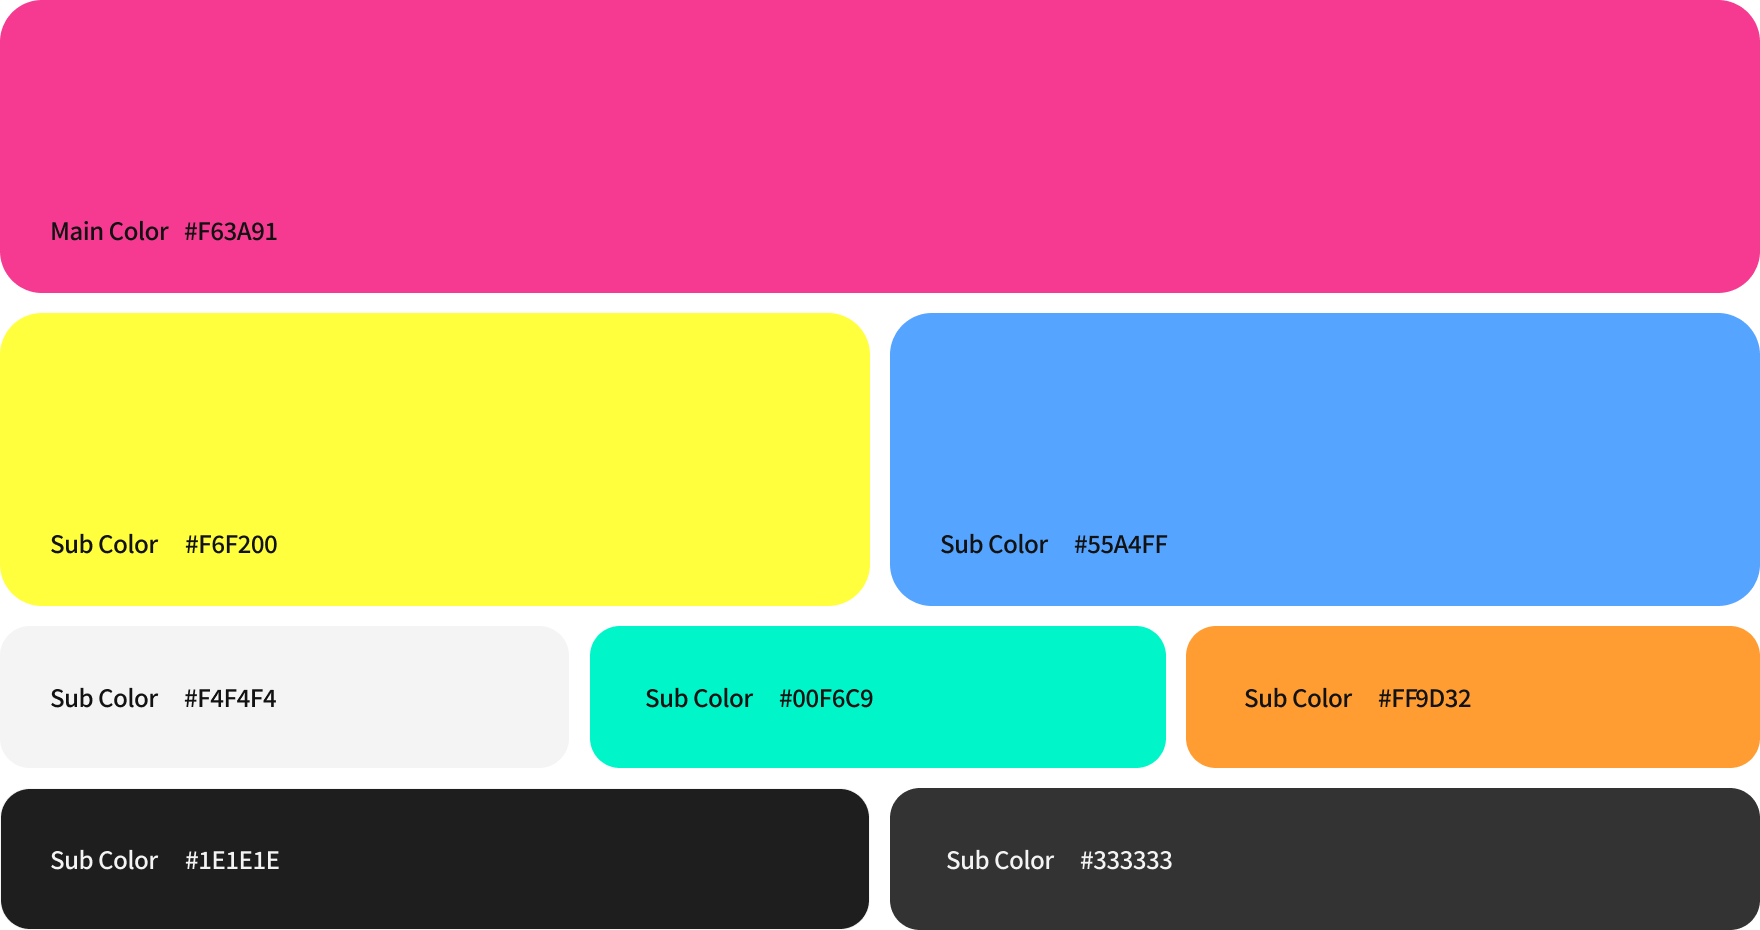 Main Color #F63A91
Sub Color #F6F200
Sub Color #55A4FF
Sub Color #F4F4F4
Sub Color #00F6C9
Sub Color #FF9D32
Sub Color #1E1E1E
Sub Color #333333